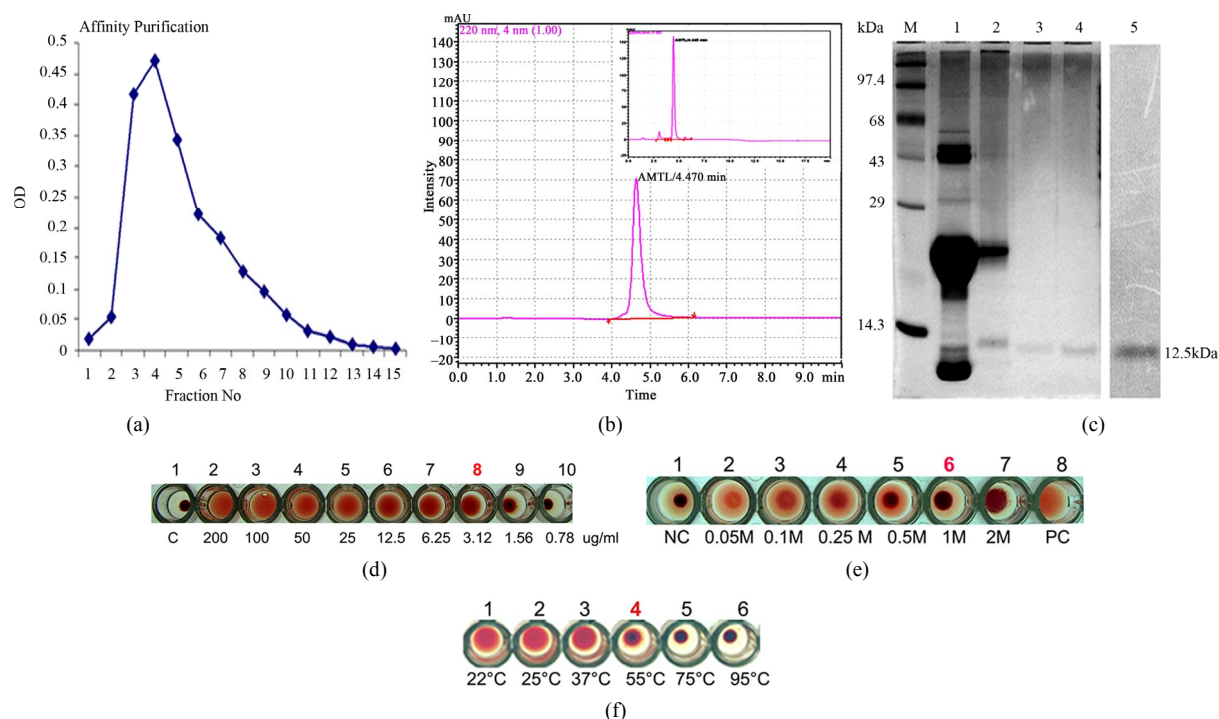 Affinity Purification
0.5
0.45
0.4
0.35
0.3
0.25
0.2
0.15
0.1
0.05
0
OD
1 2 3 4 5 6 7 8 9 10 11 12 13 14 15
Fraction No
(a)
mAU
220 nm, 4 nm (1.00)
140
130
120
110
100
90
80
70
60
50
40
30
20
10
0
−10
−20
Intensity
AMTL/4.470 min
0.0 1.0 2.0 3.0 4.0 5.0 6.0 7.0 8.0 9.0 min
Time
(b)
kDa M 1 2 3 4 5
97.4
68
43
29
14.3
12.5kDa
(c)
1 2 3 4 5 6 7 8 9 10
C 200 100 50 25 12.5 6.25 3.12 1.56 0.78 ug/ml
(d)
1 2 3 4 5 6 7 8
NC 0.05M 0.1M 0.25 M 0.5M 1M 2M PC
(e)
1 2 3 4 5 6
22°C 25°C 37°C 55°C 75°C 95°C
(f)